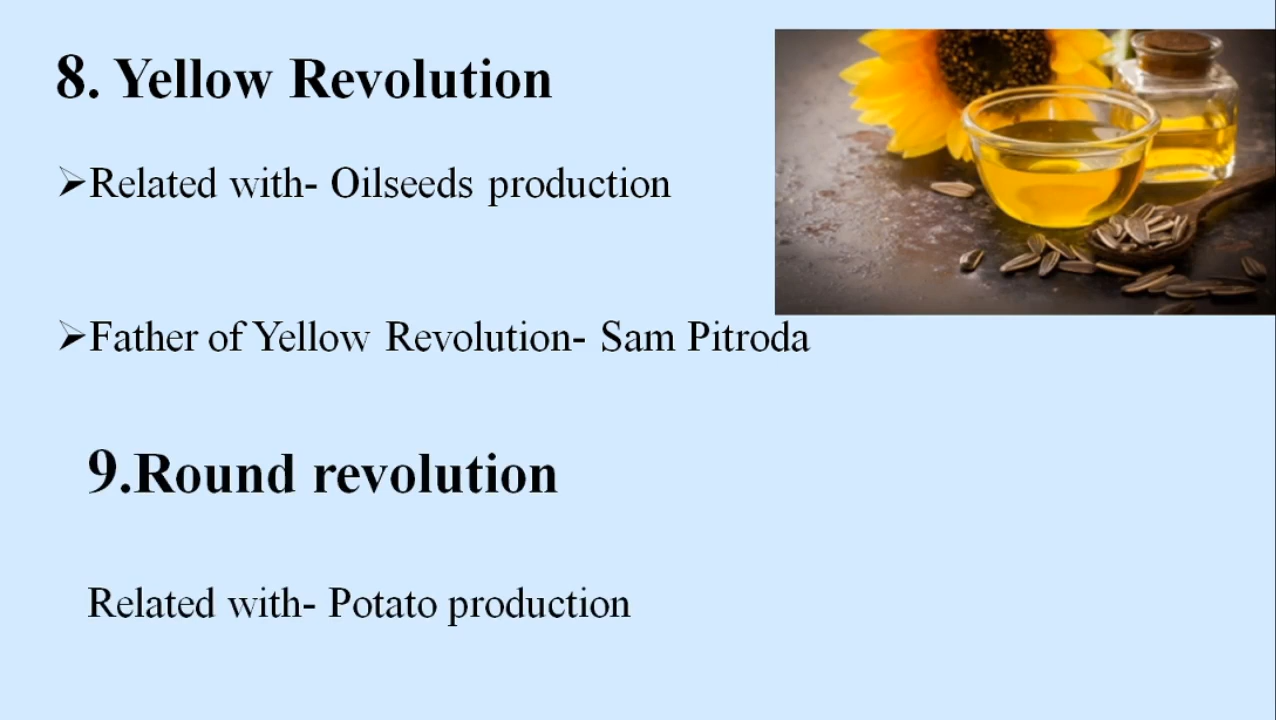 8. Yellow Revolution
➢Related with- Oilseeds production
➢Father of Yellow Revolution- Sam Pitroda
9.Round revolution
Related with- Potato production